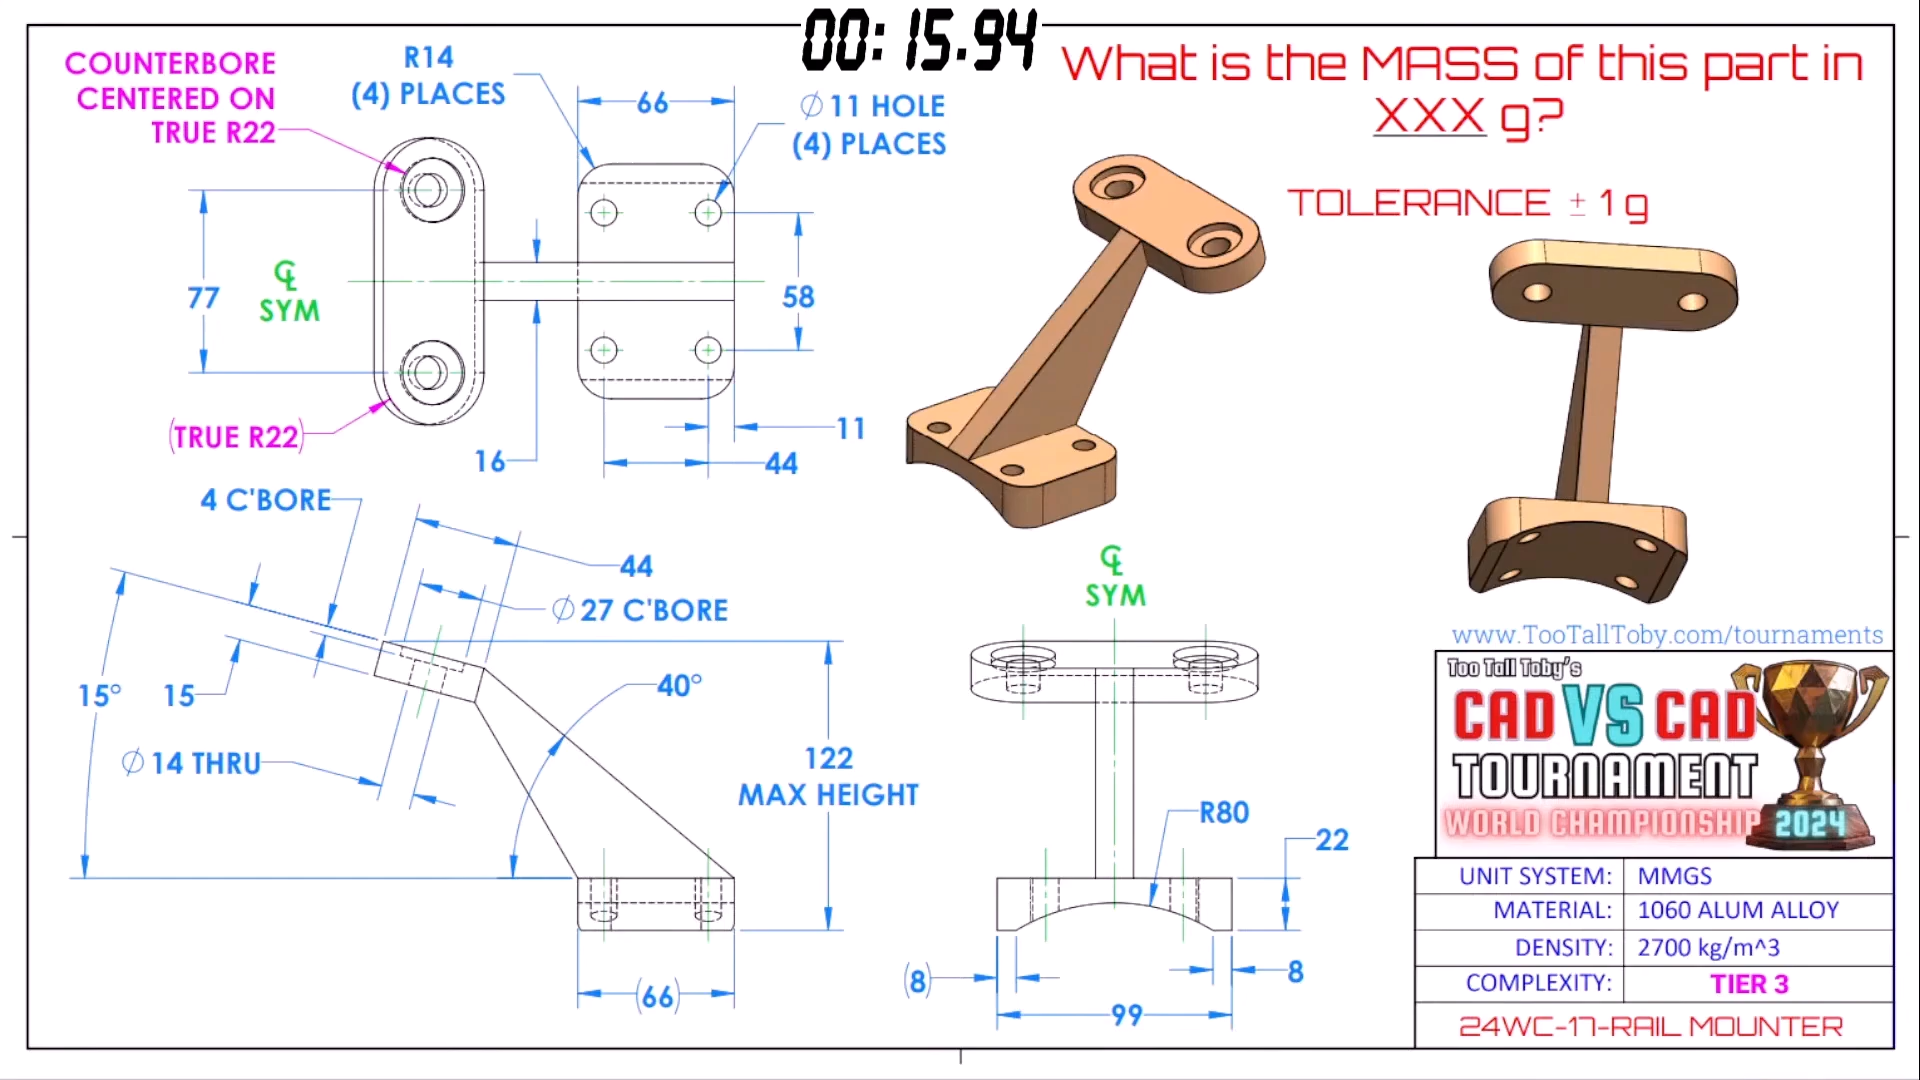 00:15.94
What is the MASS of this part in
XXX g?
TOLERANCE ± 1 g
COUNTERBORE
CENTERED ON
TRUE R22
R14
(4) PLACES
66
∅ 11 HOLE
(4) PLACES
77
℄
SYM
58
(TRUE R22)
16
11
44
4 C'BORE
44
∅ 27 C'BORE
15°
15
40°
∅ 14 THRU
122
MAX HEIGHT
(66)
℄
SYM
R80
22
(8)
8
99
www.TooTallToby.com/tournaments
Too Tall Toby's
CAD VS CAD
TOURNAMENT
WORLD CHAMPIONSHIP 2024
UNIT SYSTEM: MMGS
MATERIAL: 1060 ALUM ALLOY
DENSITY: 2700 kg/m^3
COMPLEXITY: TIER 3
24WC-17-RAIL MOUNTER